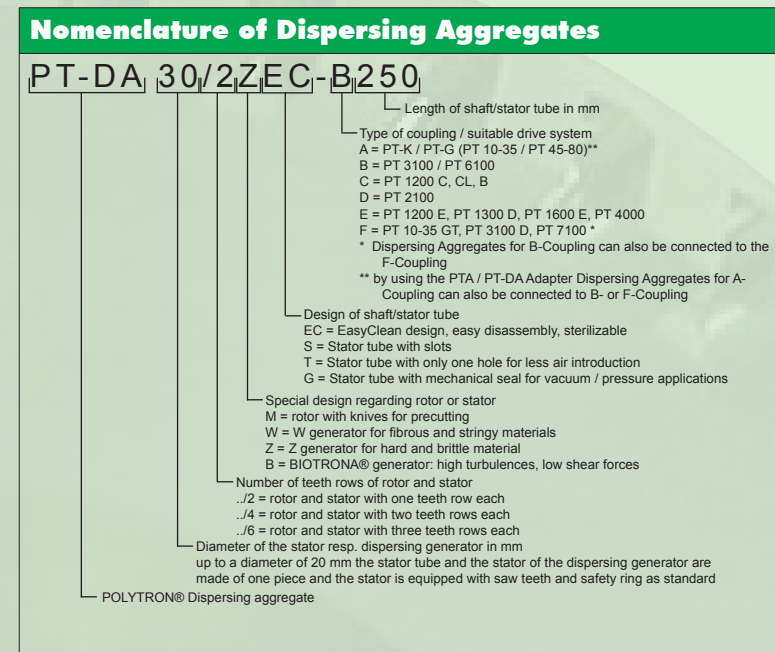 Nomenclature of Dispersing Aggregates
PT-DA 30/2ZEC-B250
Length of shaft/stator tube in mm
Type of coupling / suitable drive system
A = PT-K / PT-G (PT 10-35 / PT 45-80)**
B = PT 3100 / PT 6100
C = PT 1200 C, CL, B
D = PT 2100
E = PT 1200 E, PT 1300 D, PT 1600 E, PT 4000
F = PT 10-35 GT, PT 3100 D, PT 7100 *
* Dispersing Aggregates for B-Coupling can also be connected to the
F-Coupling
** by using the PTA / PT-DA Adapter Dispersing Aggregates for A-
Coupling can also be connected to B- or F-Coupling
Design of shaft/stator tube
EC = EasyClean design, easy disassembly, sterilizable
S = Stator tube with slots
T = Stator tube with only one hole for less air introduction
G = Stator tube with mechanical seal for vacuum / pressure applications
Special design regarding rotor or stator
M = rotor with knives for precutting
W = W generator for fibrous and stringy materials
Z = Z generator for hard and brittle material
B = BIOTRONA® generator: high turbulences, low shear forces
Number of teeth rows of rotor and stator
../2 = rotor and stator with one teeth row each
../4 = rotor and stator with two teeth rows each
../6 = rotor and stator with three teeth rows each
Diameter of the stator resp. dispersing generator in mm
up to a diameter of 20 mm the stator tube and the stator of the dispersing generator are
made of one piece and the stator is equipped with saw teeth and safety ring as standard
POLYTRON® Dispersing aggregate